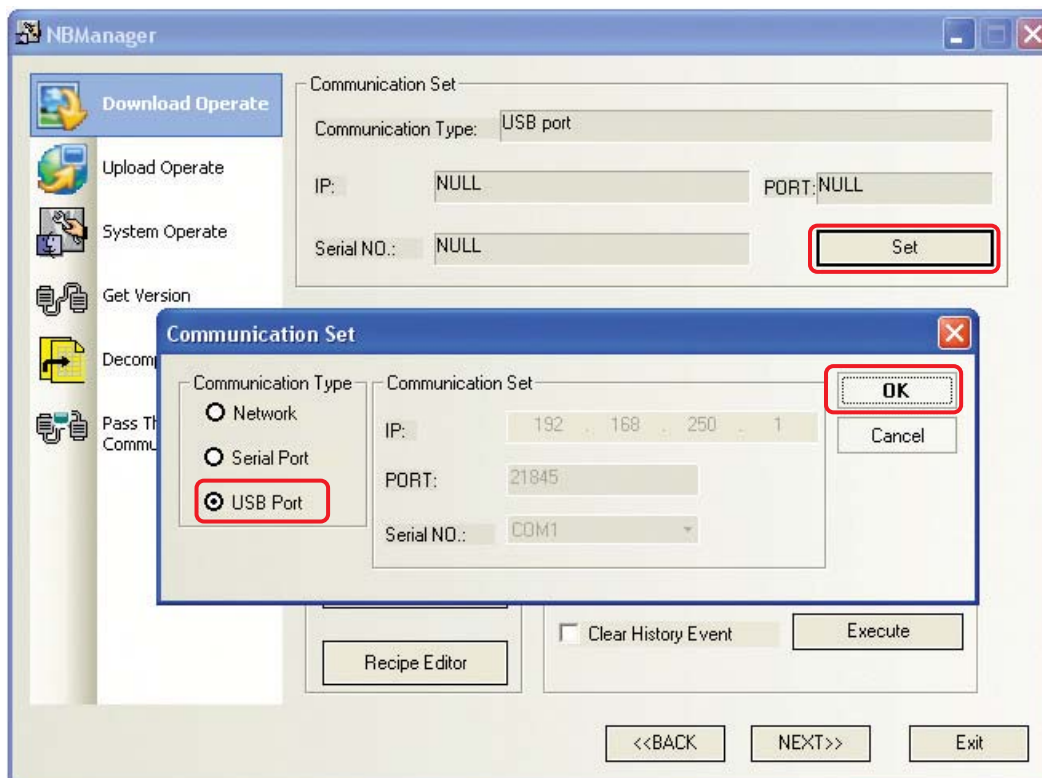 NBManager
Download Operate
Upload Operate
System Operate
Get Version
Decomp
Pass Th
Commu
Communication Set
Communication Type: USB port
IP: NULL PORT: NULL
Serial NO.: NULL Set
Communication Set
Communication Type
Network
Serial Port
USB Port
Communication Set
IP: 192 . 168 . 250 . 1
PORT: 21845
Serial NO.: COM1
OK
Cancel
Clear History Event Execute
Recipe Editor
<<BACK NEXT>> Exit